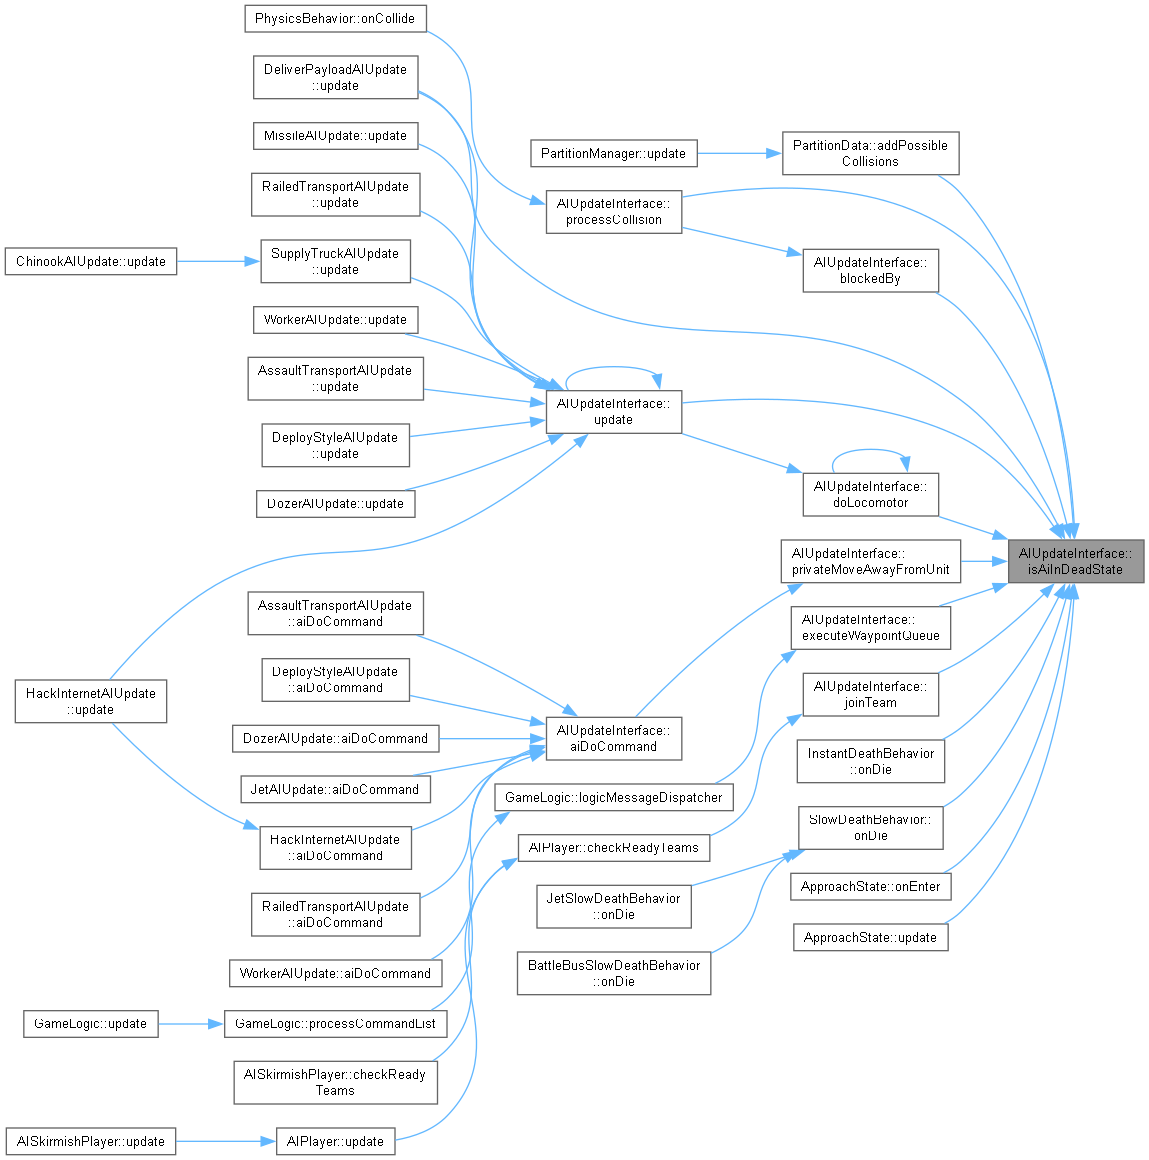 PhysicsBehavior::onCollide
DeliverPayloadAIUpdate
::update
MissileAIUpdate::update
PartitionManager::update
PartitionData::addPossible
Collisions
RailedTransportAIUpdate
::update
AIUpdateInterface::
processCollision
ChinookAIUpdate::update
SupplyTruckAIUpdate
::update
AIUpdateInterface::
blockedBy
WorkerAIUpdate::update
AssaultTransportAIUpdate
::update
AIUpdateInterface::
update
DeployStyleAIUpdate
::update
DozerAIUpdate::update
AIUpdateInterface::
doLocomotor
AIUpdateInterface::
privateMoveAwayFromUnit
AIUpdateInterface::
isAiInDeadState
AssaultTransportAIUpdate
::aiDoCommand
AIUpdateInterface::
executeWaypointQueue
DeployStyleAIUpdate
::aiDoCommand
HackInternetAIUpdate
::update
AIUpdateInterface::
joinTeam
DozerAIUpdate::aiDoCommand
AIUpdateInterface::
aiDoCommand
InstantDeathBehavior
::onDie
JetAIUpdate::aiDoCommand
GameLogic::logicMessageDispatcher
SlowDeathBehavior::
onDie
HackInternetAIUpdate
::aiDoCommand
AIPlayer::checkReadyTeams
ApproachState::onEnter
RailedTransportAIUpdate
::aiDoCommand
JetSlowDeathBehavior
::onDie
ApproachState::update
WorkerAIUpdate::aiDoCommand
BattleBusSlowDeathBehavior
::onDie
GameLogic::update
GameLogic::processCommandList
AISkirmishPlayer::checkReady
Teams
AISkirmishPlayer::update
AIPlayer::update